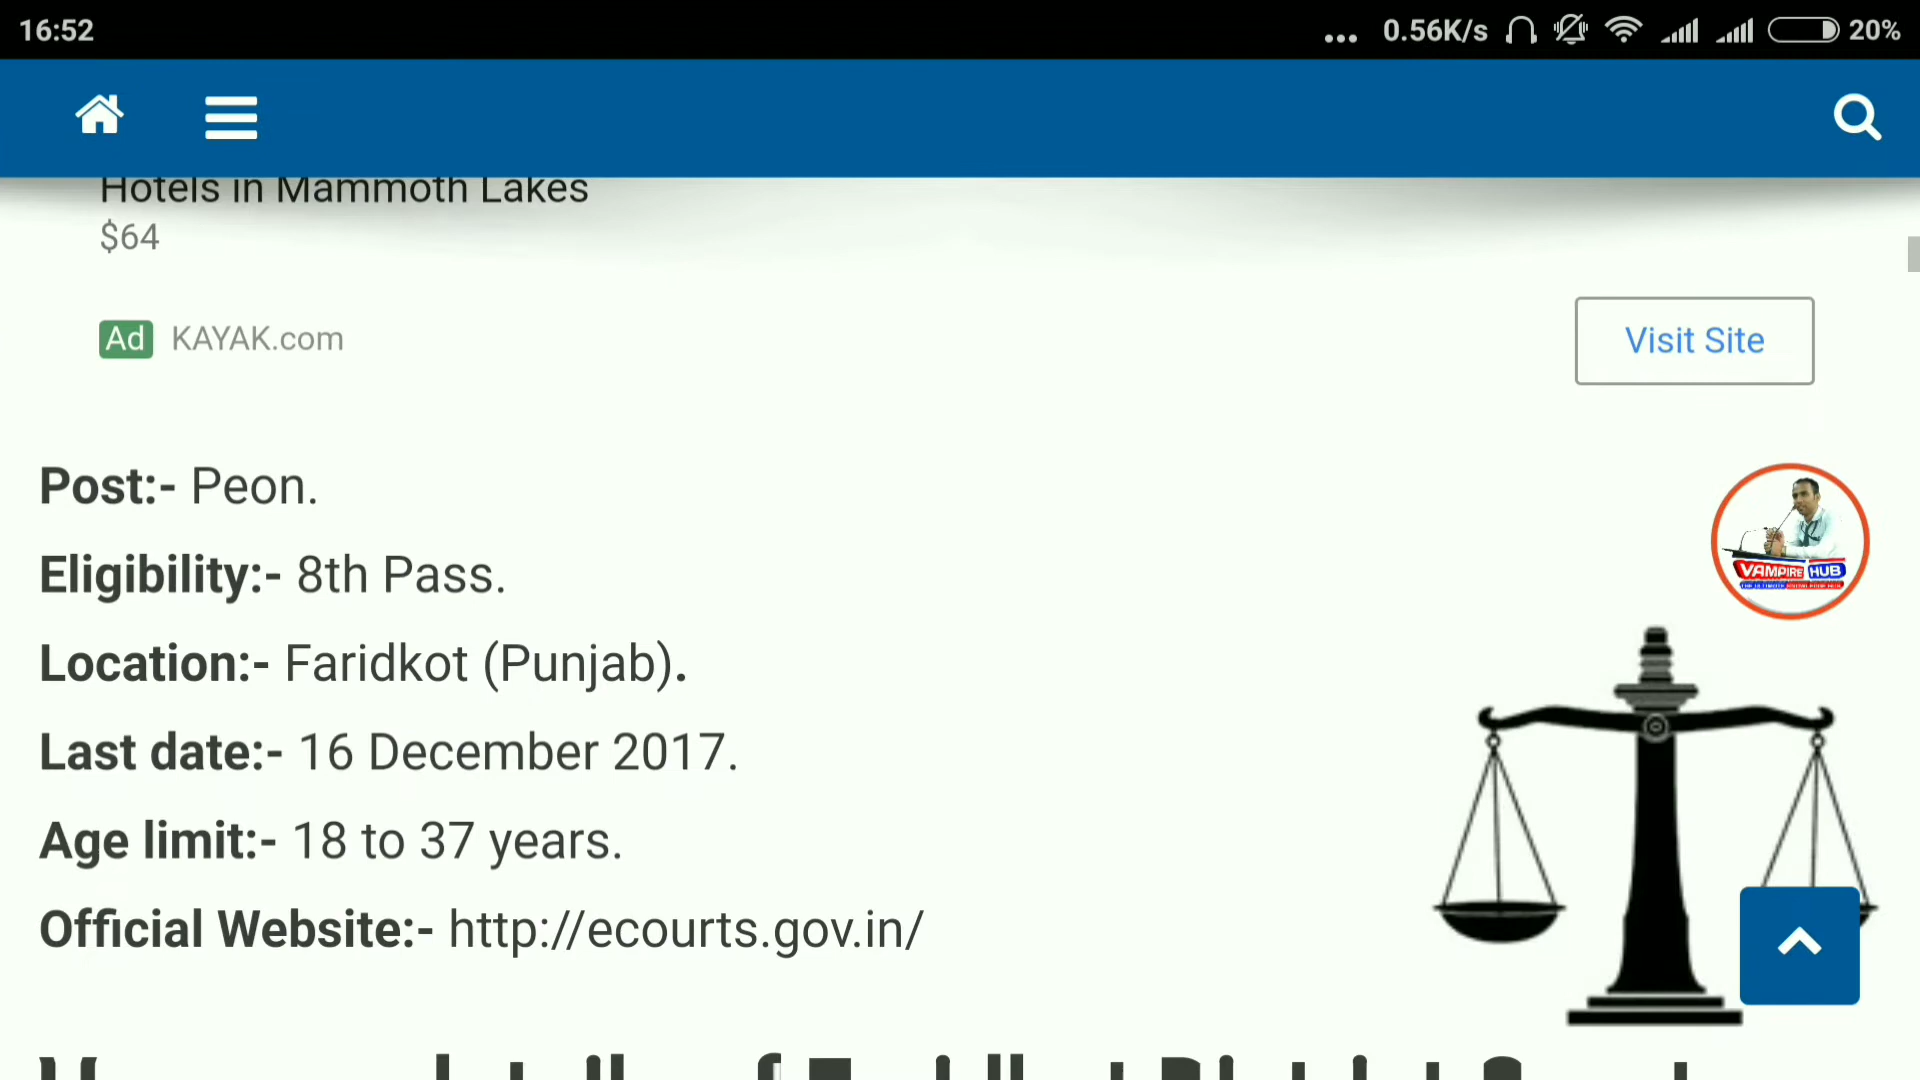 16:52
... 0.56K/s 20%
Hotels in Mammoth Lakes
$64
Ad KAYAK.com
Visit Site
Post:- Peon.
Eligibility:- 8th Pass.
VAMPIRE HUB
Location:- Faridkot (Punjab).
Last date:- 16 December 2017.
Age limit:- 18 to 37 years.
Official Website:- http://ecourts.gov.in/